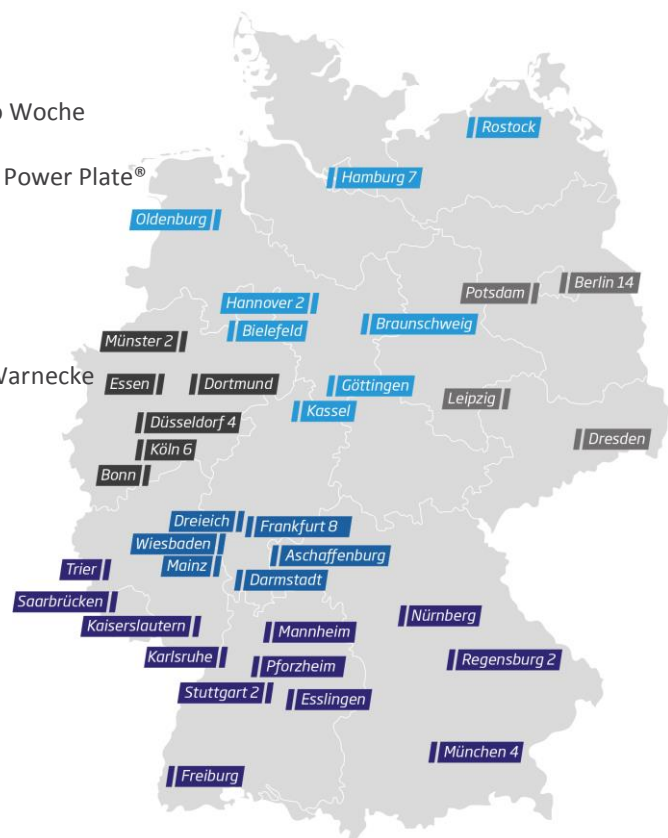 Woche
Power Plate®
Warnecke
Rostock
Hamburg 7
Oldenburg
Berlin 14
Potsdam
Hannover 2
Braunschweig
Bielefeld
Münster 2
Essen
Dortmund
Göttingen
Leipzig
Kassel
Düsseldorf 4
Dresden
Köln 6
Bonn
Dreieich
Frankfurt 8
Wiesbaden
Aschaffenburg
Mainz
Trier
Darmstadt
Saarbrücken
Nürnberg
Kaiserslautern
Mannheim
Karlsruhe
Pforzheim
Regensburg 2
Stuttgart 2
Esslingen
München 4
Freiburg